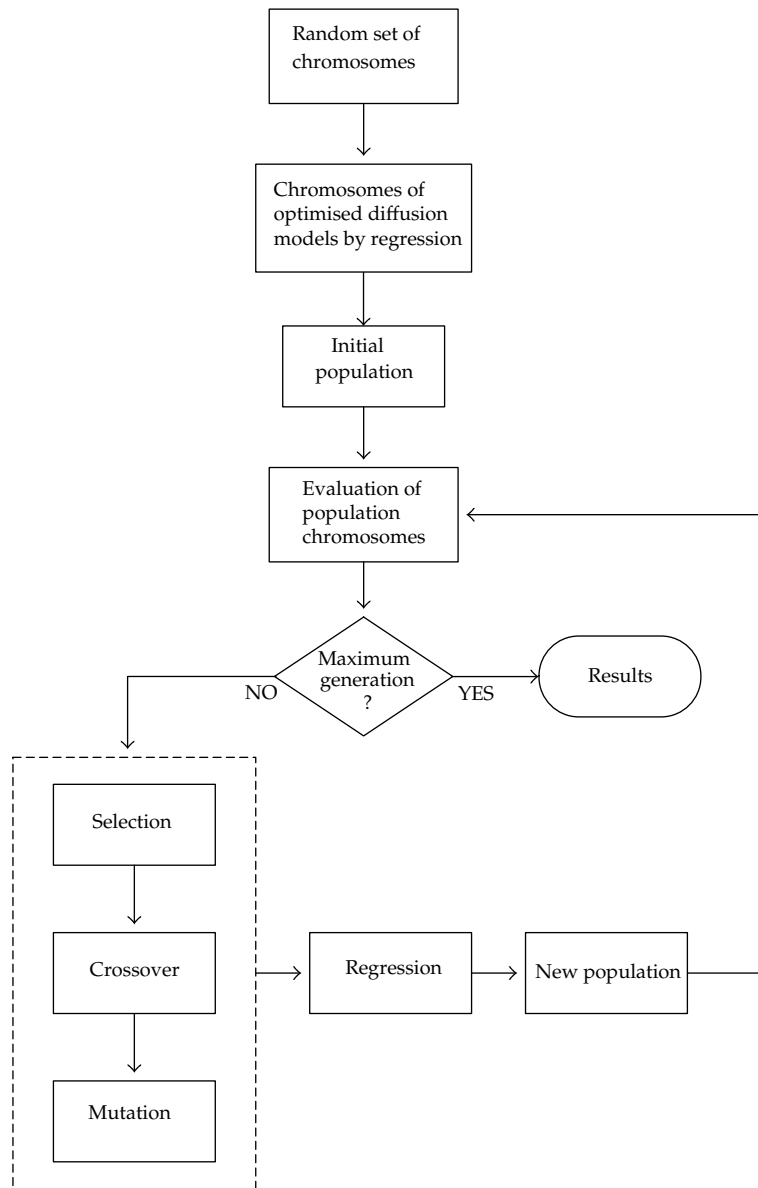 Random set of
chromosomes
Chromosomes of
optimised diffusion
models by regression
Initial
population
Evaluation of
population
chromosomes
Maximum
generation
?
NO
YES
Results
Selection
Crossover
Regression
New population
Mutation